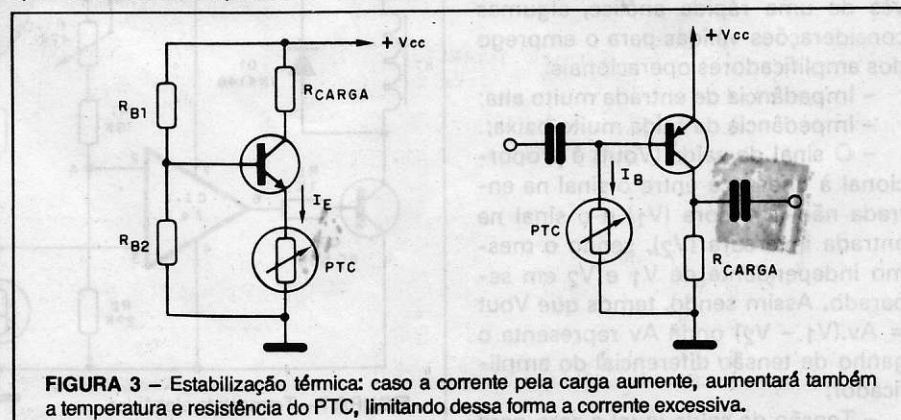 + Vcc
RCARGA
RB1
RB2
IE
PTC
+ Vcc
IB
PTC
RCARGA
FIGURA 3 – Estabilização térmica: caso a corrente pela carga aumente, aumentará também
a temperatura e resistência do PTC, limitando dessa forma a corrente excessiva.